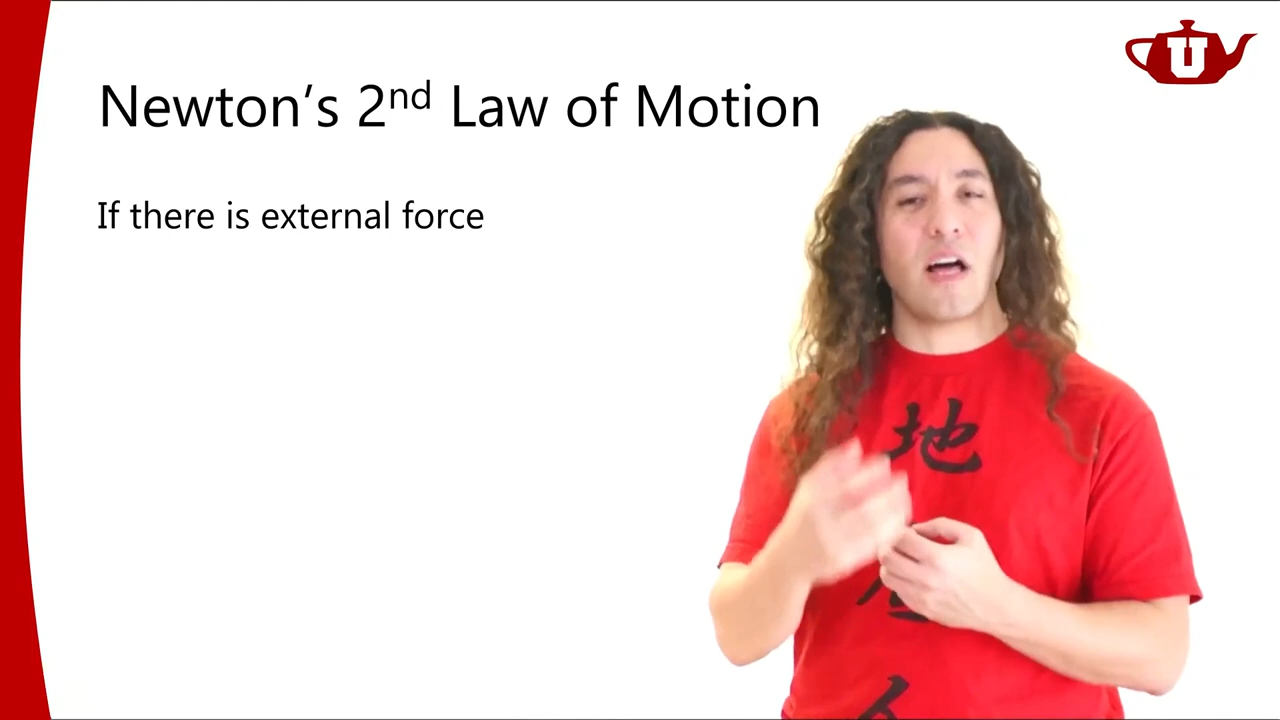 Newton's 2nd Law of Motion
If there is external force
U
地